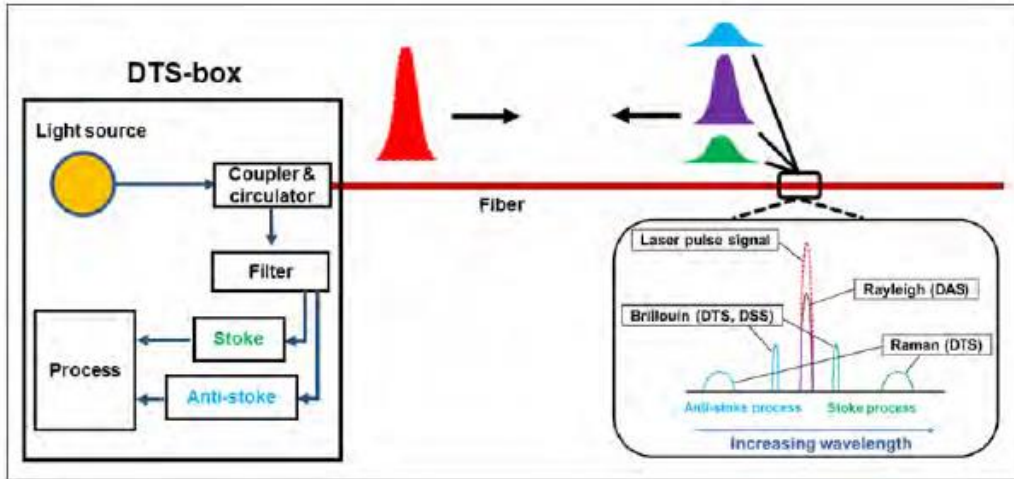 DTS-box
Light source
Coupler &
circulator
Filter
Stoke
Anti-stoke
Process
Fiber
Laser pulse signal
Rayleigh (DAS)
Brillouin (DTS, DSS)
Raman (DTS)
Anti-stoke process
Stoke process
Increasing wavelength